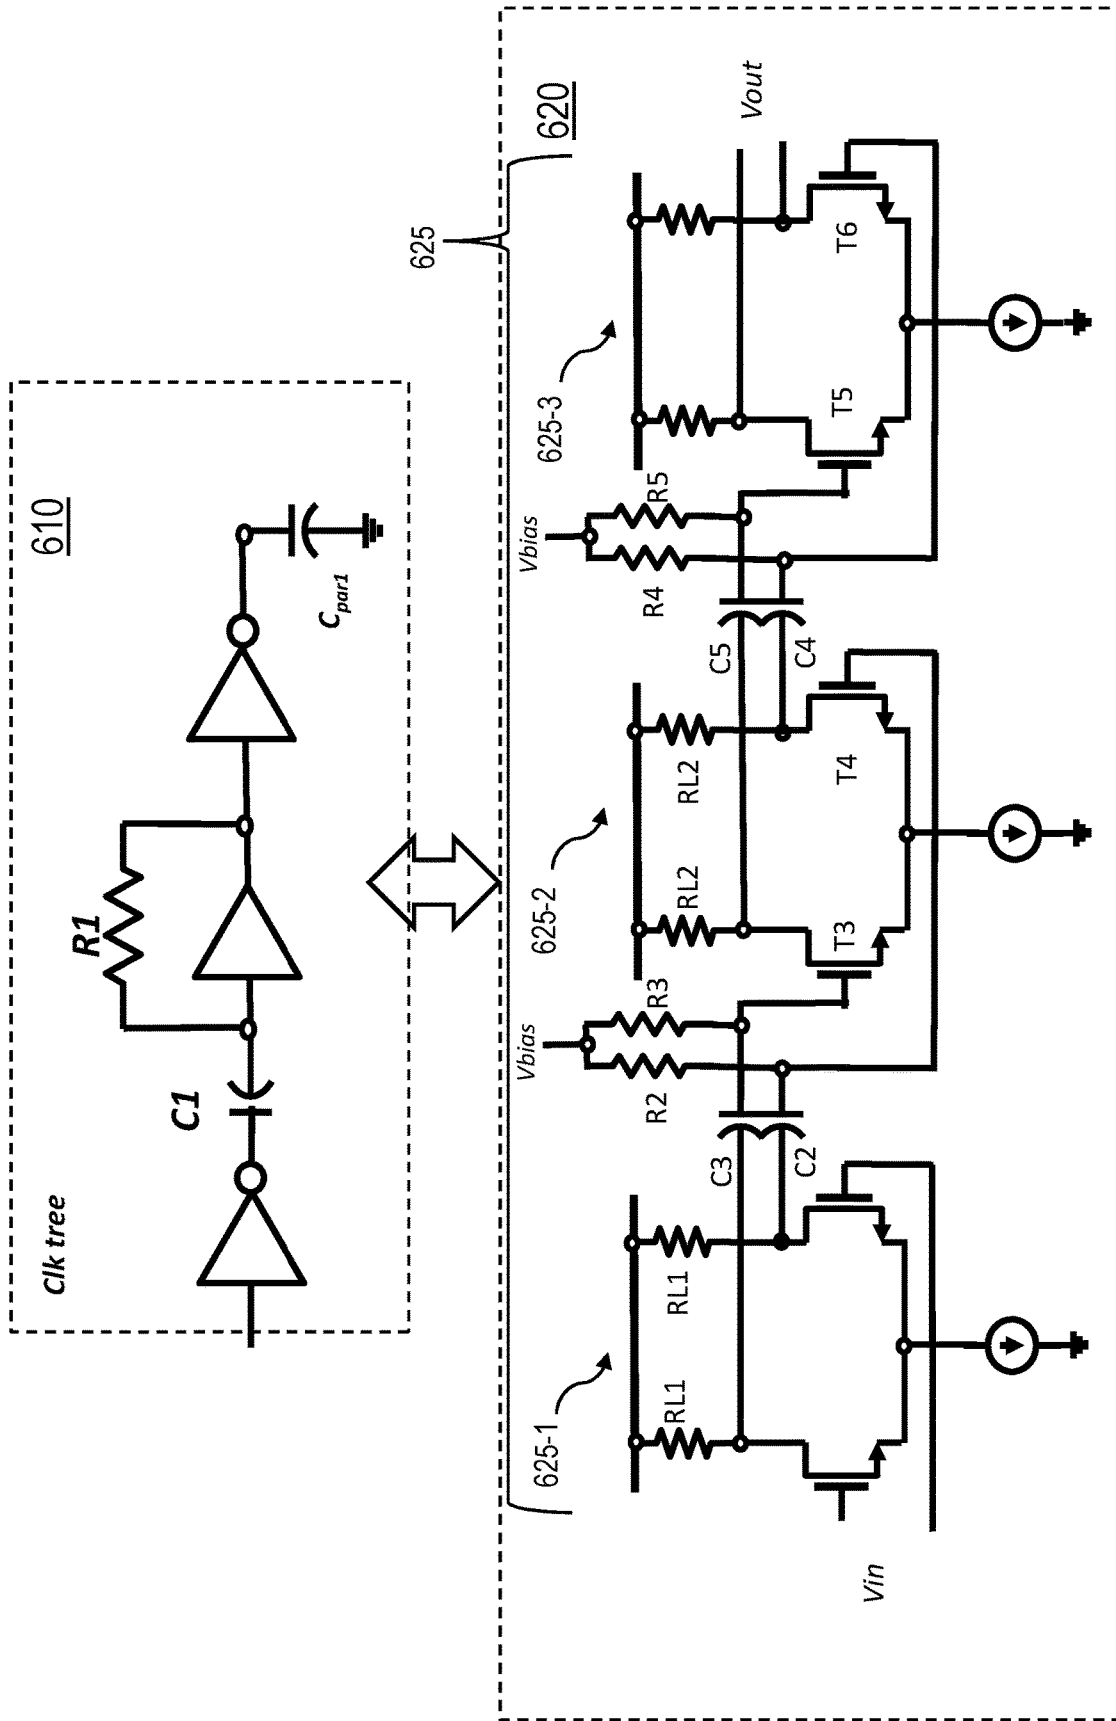 Clk tree
610
C1
R1
Cpar1
625
620
625-1
625-2
625-3
Vbias
Vbias
RL1
RL1
R2
R3
RL2
RL2
R4
R5
C3
C2
C5
C4
Vout
Vin
T3
T4
T5
T6